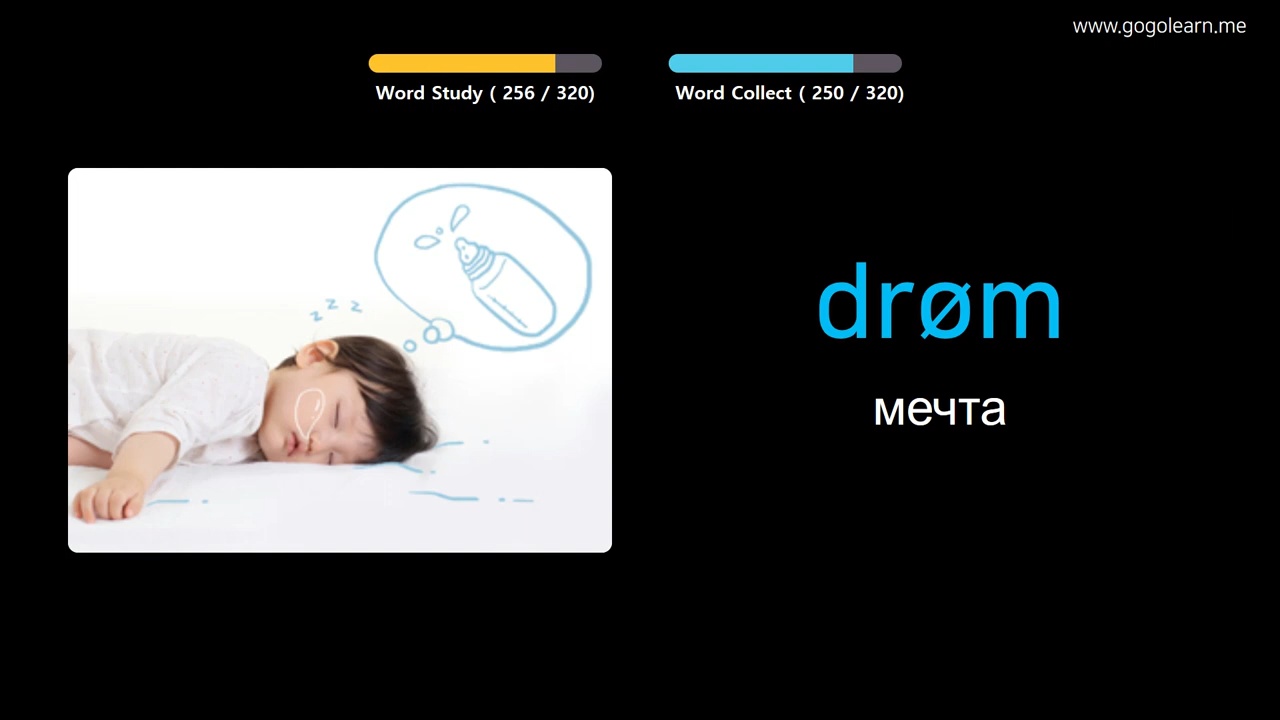 www.gogolearn.me
Word Study ( 256 / 320)
Word Collect ( 250 / 320)
z z z
drøm
мечта